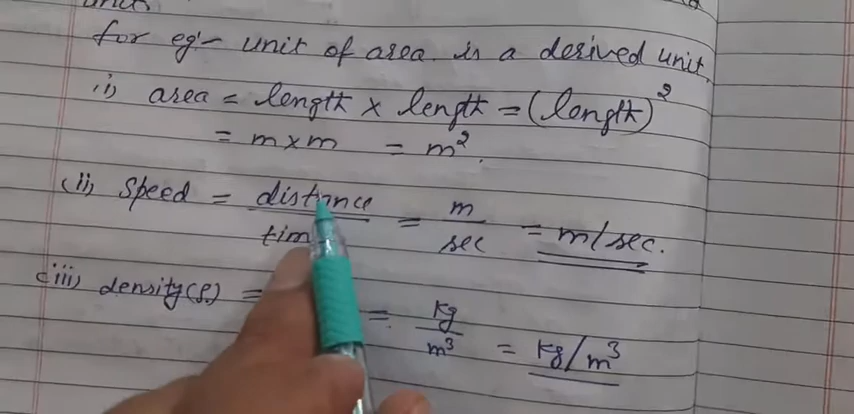 for eg:- unit of area is a derived unit.
(i) area = length x length = (length)²
= m x m = m².
(ii) Speed = distance / = m / sec = m/sec.
(iii) density(ρ) = = kg / m³ = kg/m³